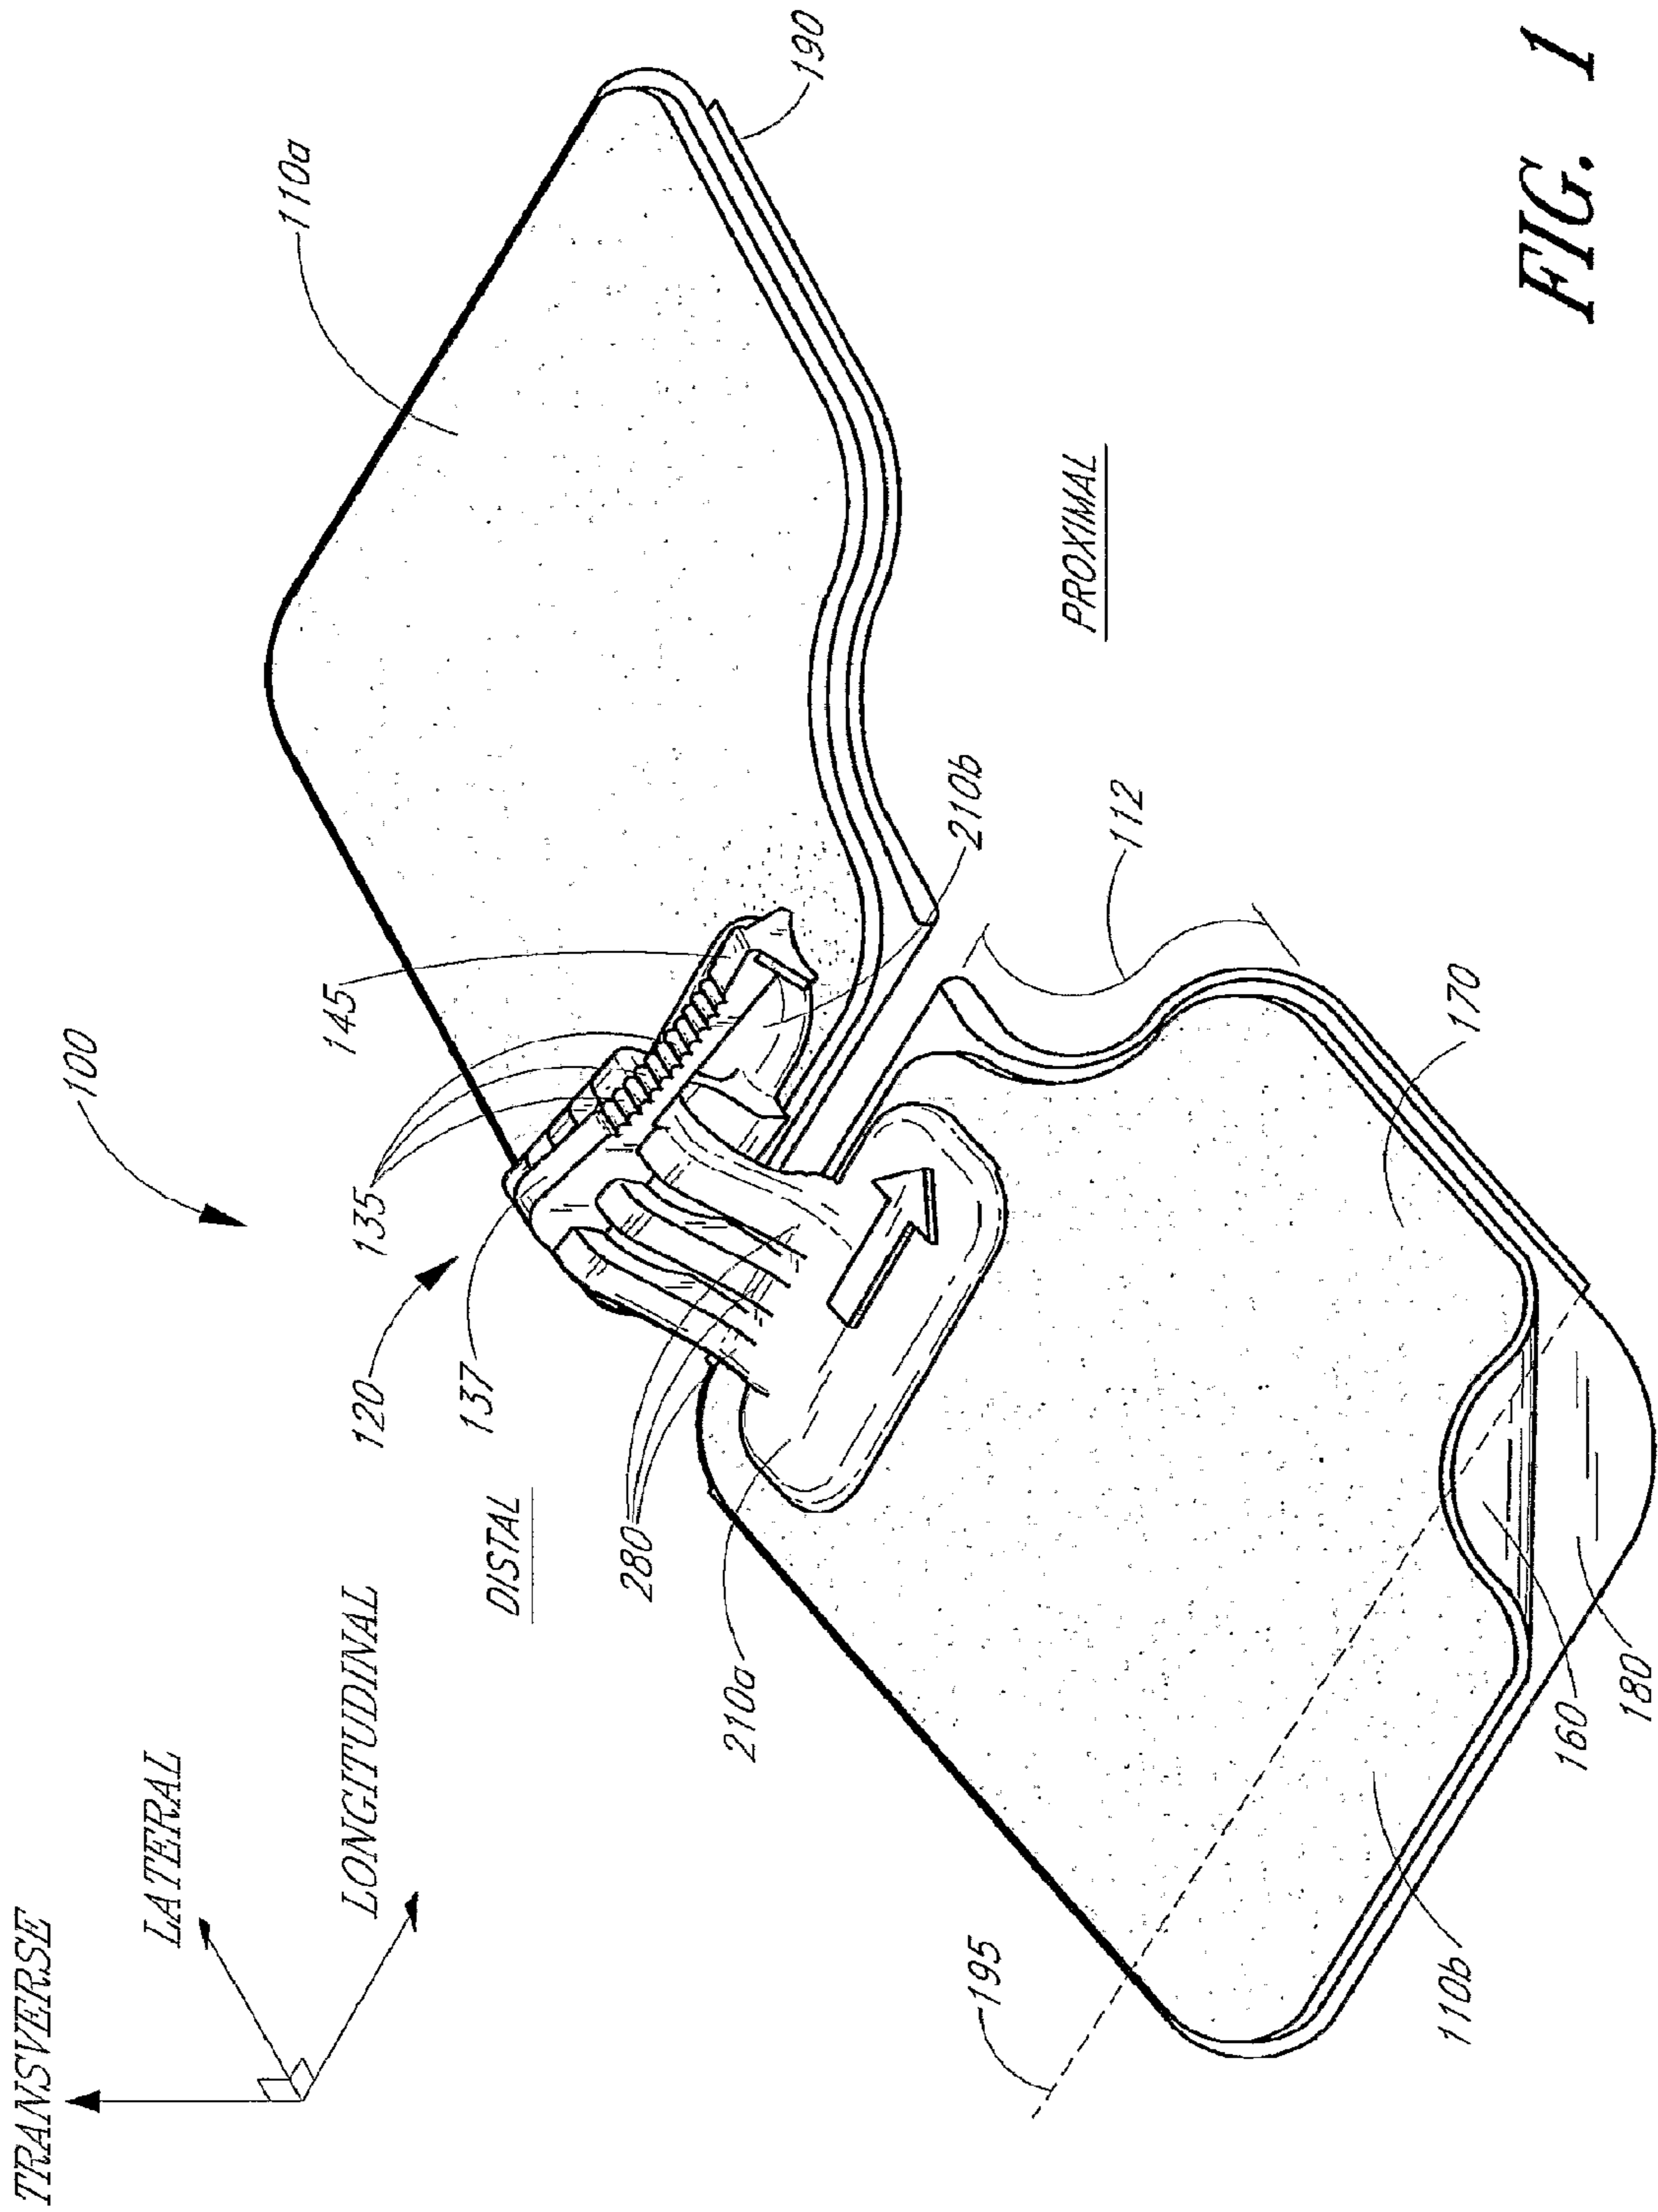 TRANSVERSE
LATERAL
LONGITUDINAL
100
120
137
135
145
110a
190
DISTAL
280
210a
210b
PROXIMAL
112
170
195
110b
160
180
FIG. 1